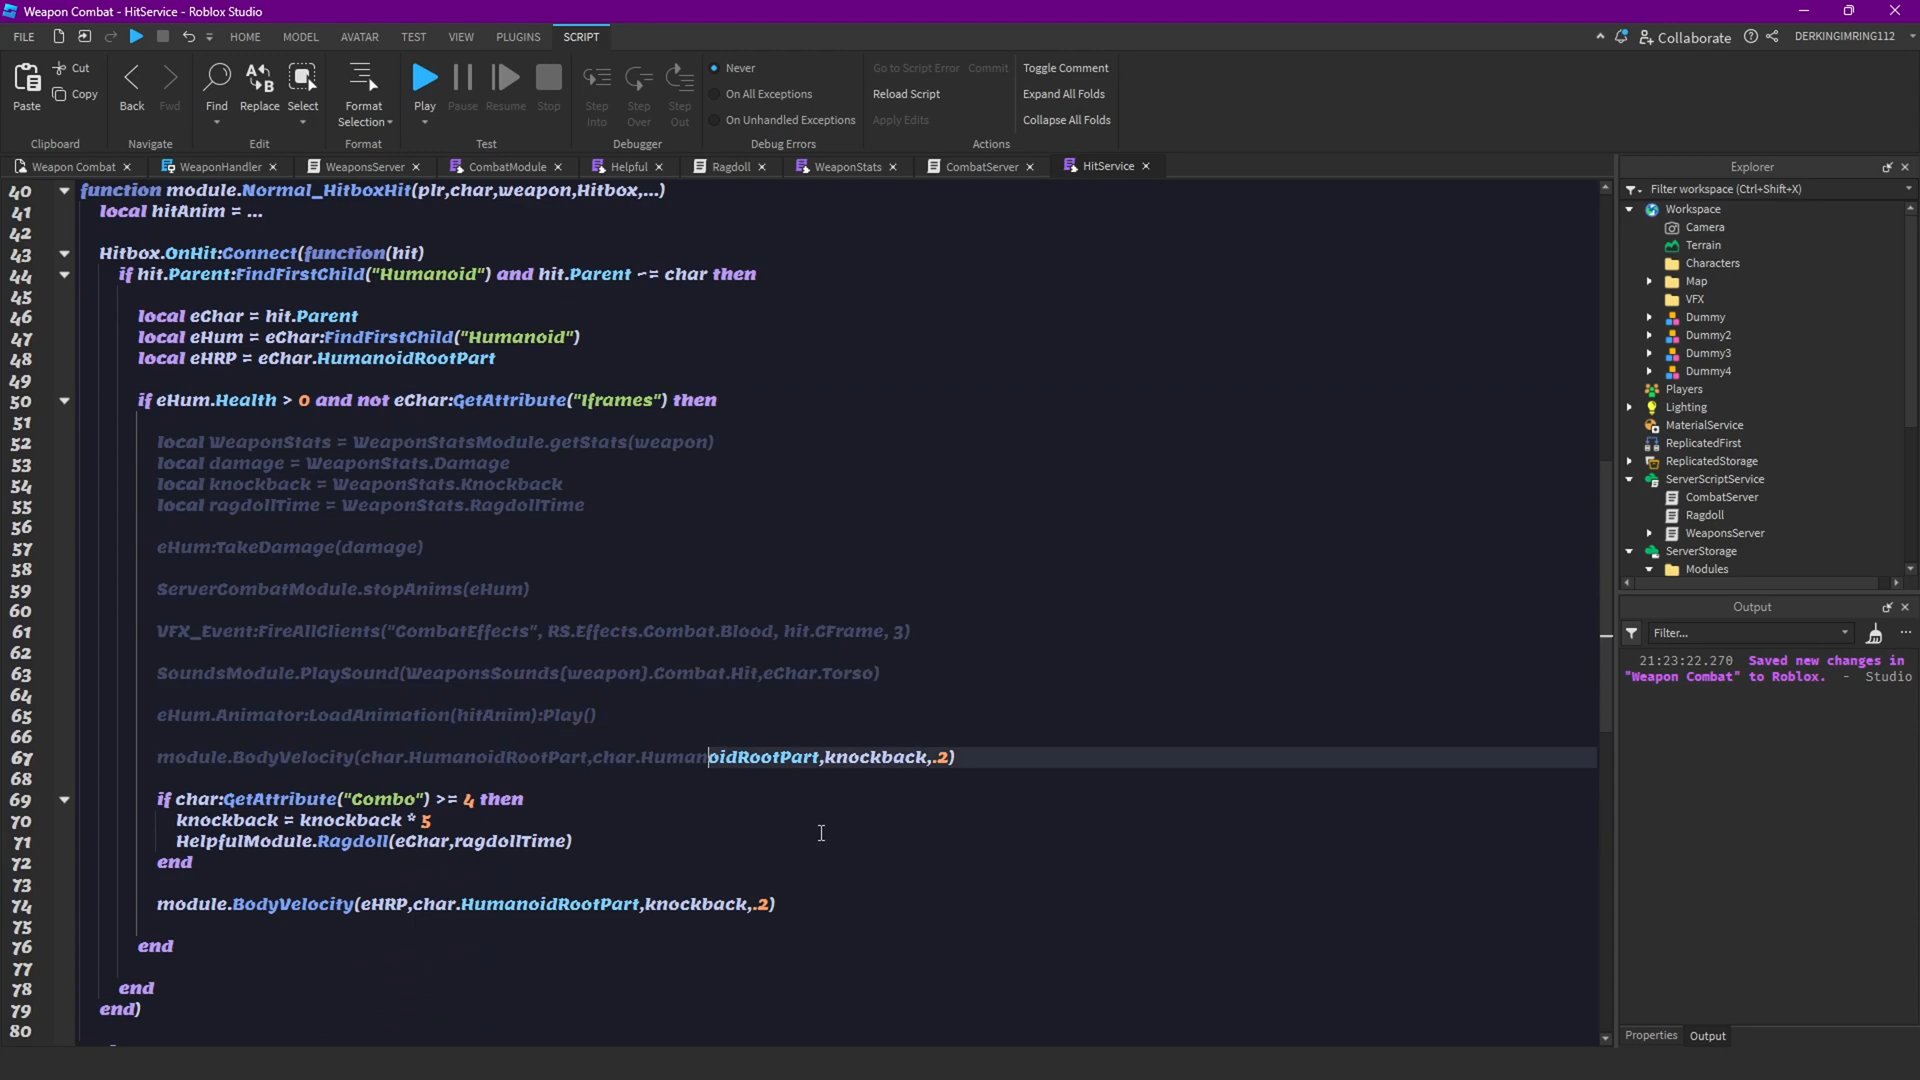 Weapon Combat - HitService - Roblox Studio
FILE HOME MODEL AVATAR TEST VIEW PLUGINS SCRIPT Collaborate DERKINGIMRING112
Paste Cut Copy Back Fwd Find Replace Select Format Selection Play Pause Resume Stop Step Into Step Over Step Out
Never
On All Exceptions
On Unhandled Exceptions
Go to Script Error Commit
Reload Script
Apply Edits
Toggle Comment
Expand All Folds
Collapse All Folds
Clipboard Navigate Edit Format Test Debugger Debug Errors Actions
Weapon Combat WeaponHandler WeaponsServer CombatModule Helpful Ragdoll WeaponStats CombatServer HitService
40 function module.Normal_HitboxHit(plr,char,weapon,Hitbox,...)
41 local hitAnim = ...
42
43 Hitbox.OnHit:Connect(function(hit)
44 if hit.Parent:FindFirstChild("Humanoid") and hit.Parent ~= char then
45
46 local eChar = hit.Parent
47 local eHum = eChar:FindFirstChild("Humanoid")
48 local eHRP = eChar.HumanoidRootPart
49
50 if eHum.Health > 0 and not eChar:GetAttribute("Iframes") then
51
52 local WeaponStats = WeaponStatsModule.getStats(weapon)
53 local damage = WeaponStats.Damage
54 local knockback = WeaponStats.Knockback
55 local ragdollTime = WeaponStats.RagdollTime
56
57 eHum:TakeDamage(damage)
58
59 ServerCombatModule.stopAnims(eHum)
60
61 VFX_Event:FireAllClients("CombatEffects", RS.Effects.Combat.Blood, hit.CFrame, 3)
62
63 SoundsModule.PlaySound(WeaponsSounds[weapon].Combat.Hit,eChar.Torso)
64
65 eHum.Animator:LoadAnimation(hitAnim):Play()
66
67 module.BodyVelocity(char.HumanoidRootPart,char.HumanoidRootPart,knockback,.2)
68
69 if char:GetAttribute("Combo") >= 4 then
70 knockback = knockback * 5
71 HelpfulModule.Ragdoll(eChar,ragdollTime)
72 end
73
74 module.BodyVelocity(eHRP,char.HumanoidRootPart,knockback,.2)
75
76 end
77
78 end
79 end)
80
Explorer
Filter workspace (Ctrl+Shift+X)
Workspace
Camera
Terrain
Characters
Map
VFX
Dummy
Dummy2
Dummy3
Dummy4
Players
Lighting
MaterialService
ReplicatedFirst
ReplicatedStorage
ServerScriptService
CombatServer
Ragdoll
WeaponsServer
ServerStorage
Modules
Output
Filter...
21:23:22.270 Saved new changes in
"Weapon Combat" to Roblox. - Studio
Properties Output